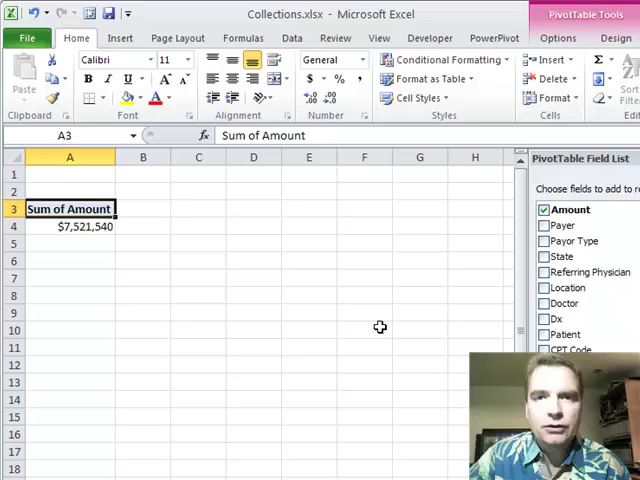 Collections.xlsx - Microsoft Excel
PivotTable Tools
File Home Insert Page Layout Formulas Data Review View Developer PowerPivot Options Design
Paste
Calibri 11
B I U A
General
$ % ,
Conditional Formatting
Format as Table
Cell Styles
Insert
Delete
Format
Σ
Clipboard Font Alignment Number Styles Cells
A3 fx Sum of Amount
A B C D E F G H
PivotTable Field List
Choose fields to add to re
1
2
3 Sum of Amount
4 $7,521,540
5
6
7
8
9
10
11
12
13
14
15
16
17
18
Amount
Payer
Payor Type
State
Referring Physician
Location
Doctor
Dx
Patient
CPT Code